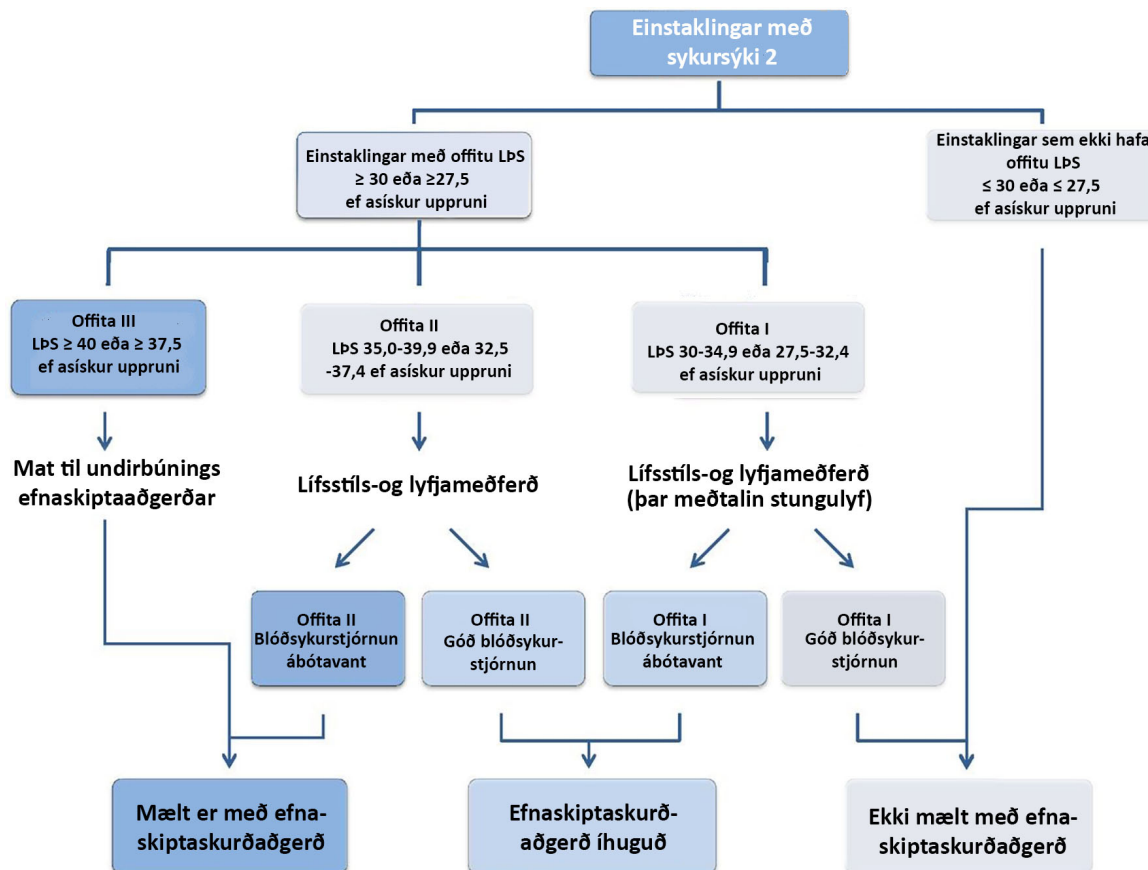 Einstaklingar með
sykursýki 2
Einstaklingar með offitu LÞS
≥ 30 eða ≥27,5
ef asískur uppruni
Einstaklingar sem ekki hafa
offitu LÞS
≤ 30 eða ≤ 27,5
ef asískur uppruni
Offita III
LÞS ≥ 40 eða ≥ 37,5
ef asískur uppruni
Offita II
LÞS 35,0-39,9 eða 32,5
-37,4 ef asískur uppruni
Offita I
LÞS 30-34,9 eða 27,5-32,4
ef asískur uppruni
Mat til undirbúnings
efnaskiptaaðgerðar
Lífsstíls-og lyfjameðferð
Lífsstíls-og lyfjameðferð
(þar meðtalin stungulyf)
Offita II
Blóðsykurstjórnun
ábótavant
Offita II
Góð blóðsykur-
stjórnun
Offita I
Blóðsykurstjórnun
ábótavant
Offita I
Góð blóðsykur-
stjórnun
Mælt er með efna-
skiptaskurðaðgerð
Efnaskiptaskurð-
aðgerð íhuguð
Ekki mælt með efna-
skiptaskurðaðgerð